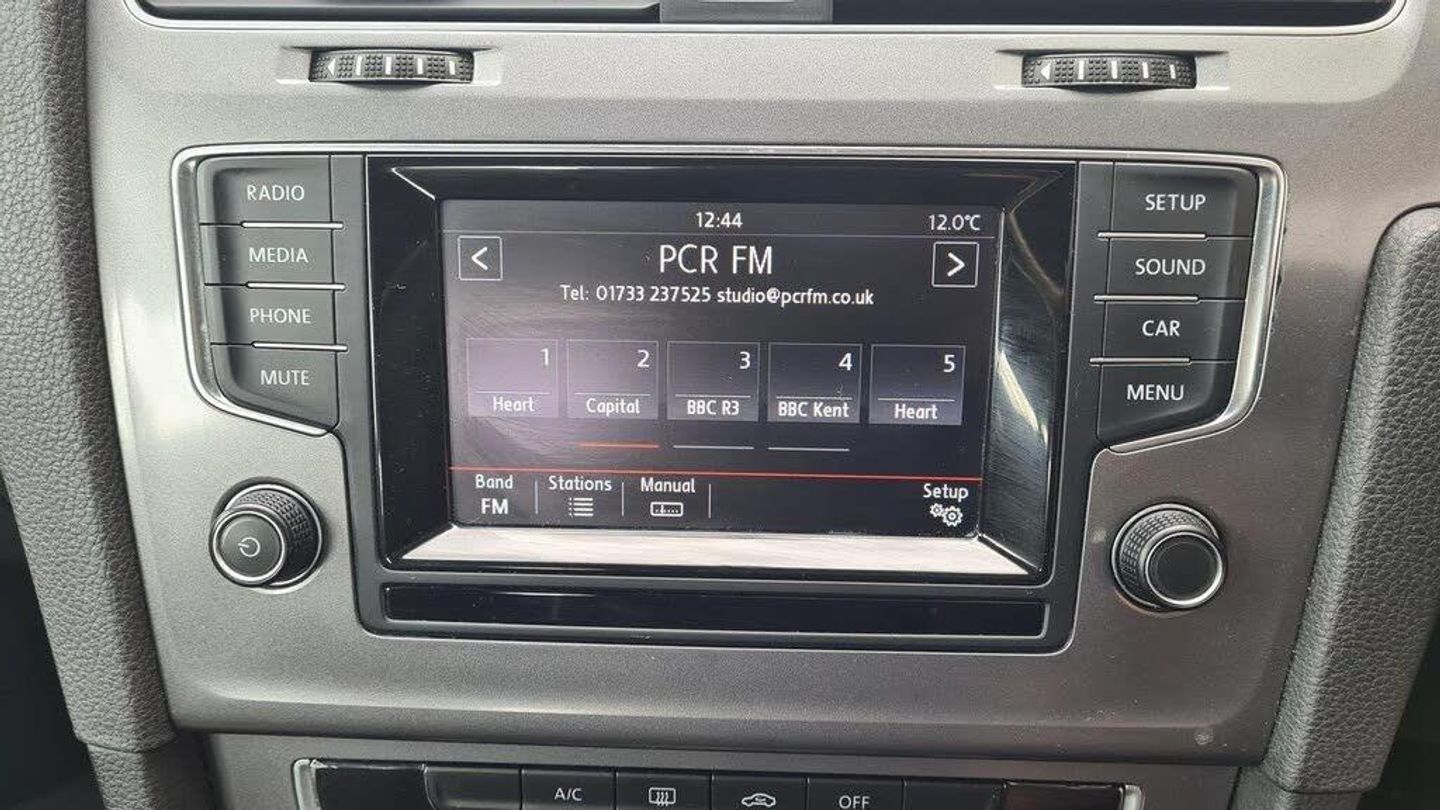 RADIO
MEDIA
PHONE
MUTE
12:44 12.0°C
< PCR FM >
Tel: 01733 237525 studio@pcrfm.co.uk
1 2 3 4 5
Heart Capital BBC R3 BBC Kent Heart
Band Stations Manual Setup
FM
SETUP
SOUND
CAR
MENU
A/C OFF